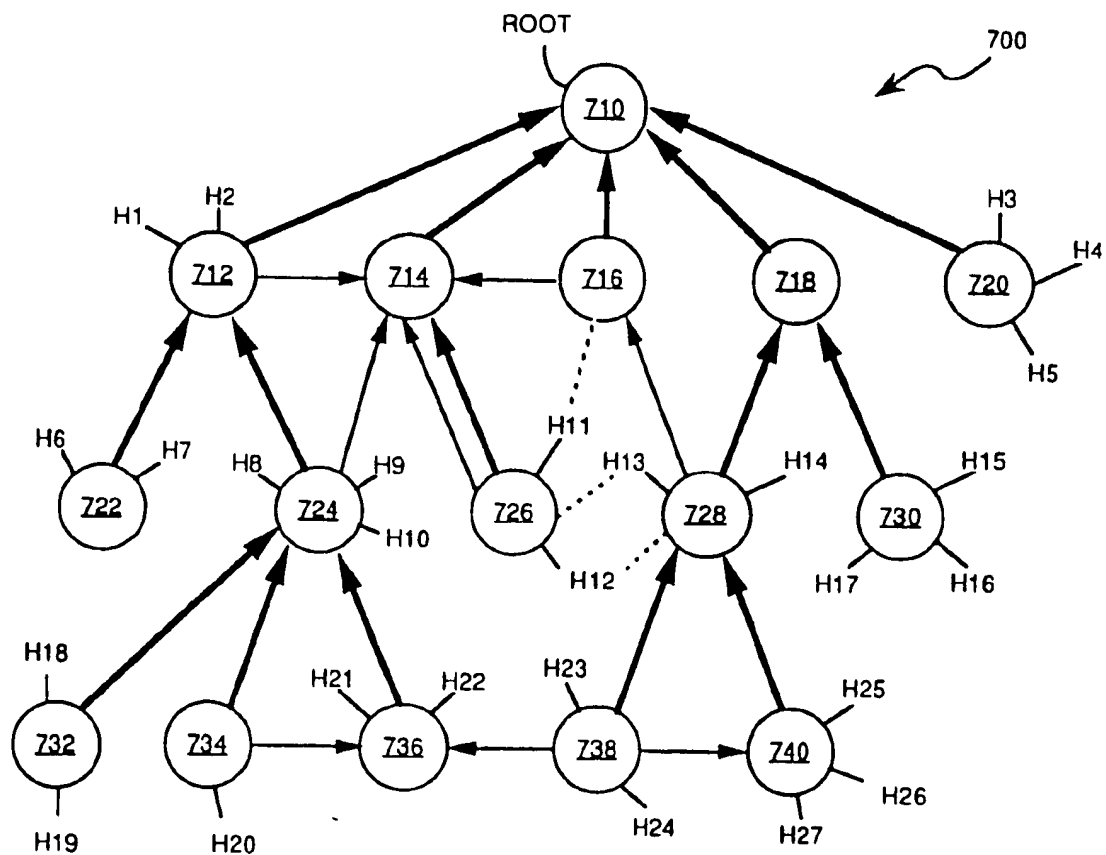 ROOT
700
710
H1 H2 H3
H4
712 714 716 718 720
H5
H11
H6 H7 H8 H9 H13 H14 H15
722 724 726 728 730
H10
H12 H17 H16
H18 H21 H22 H23 H25
732 734 736 738 740
H26
H19 H20 H24 H27